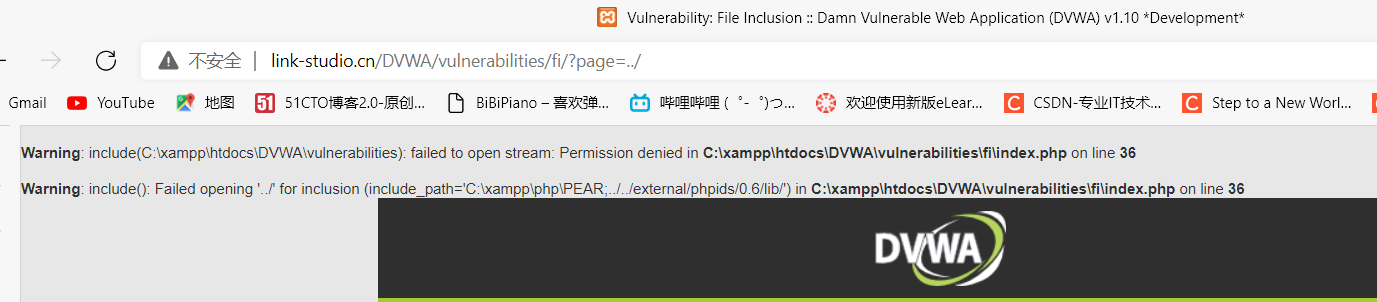 Vulnerability: File Inclusion :: Damn Vulnerable Web Application (DVWA) v1.10 *Development*
不安全 | link-studio.cn/DVWA/vulnerabilities/fi/?page=../
Gmail YouTube 地图 51CTO博客2.0-原创... BiBiPiano – 喜欢弹... 哔哩哔哩 ( ゜- ゜)つ... 欢迎使用新版eLear... CSDN-专业IT技术... Step to a New Worl...
Warning: include(C:\xampp\htdocs\DVWA\vulnerabilities): failed to open stream: Permission denied in C:\xampp\htdocs\DVWA\vulnerabilities\fi\index.php on line 36
Warning: include(): Failed opening '../' for inclusion (include_path='C:\xampp\php\PEAR;../../external/phpids/0.6/lib/') in C:\xampp\htdocs\DVWA\vulnerabilities\fi\index.php on line 36
DVWA